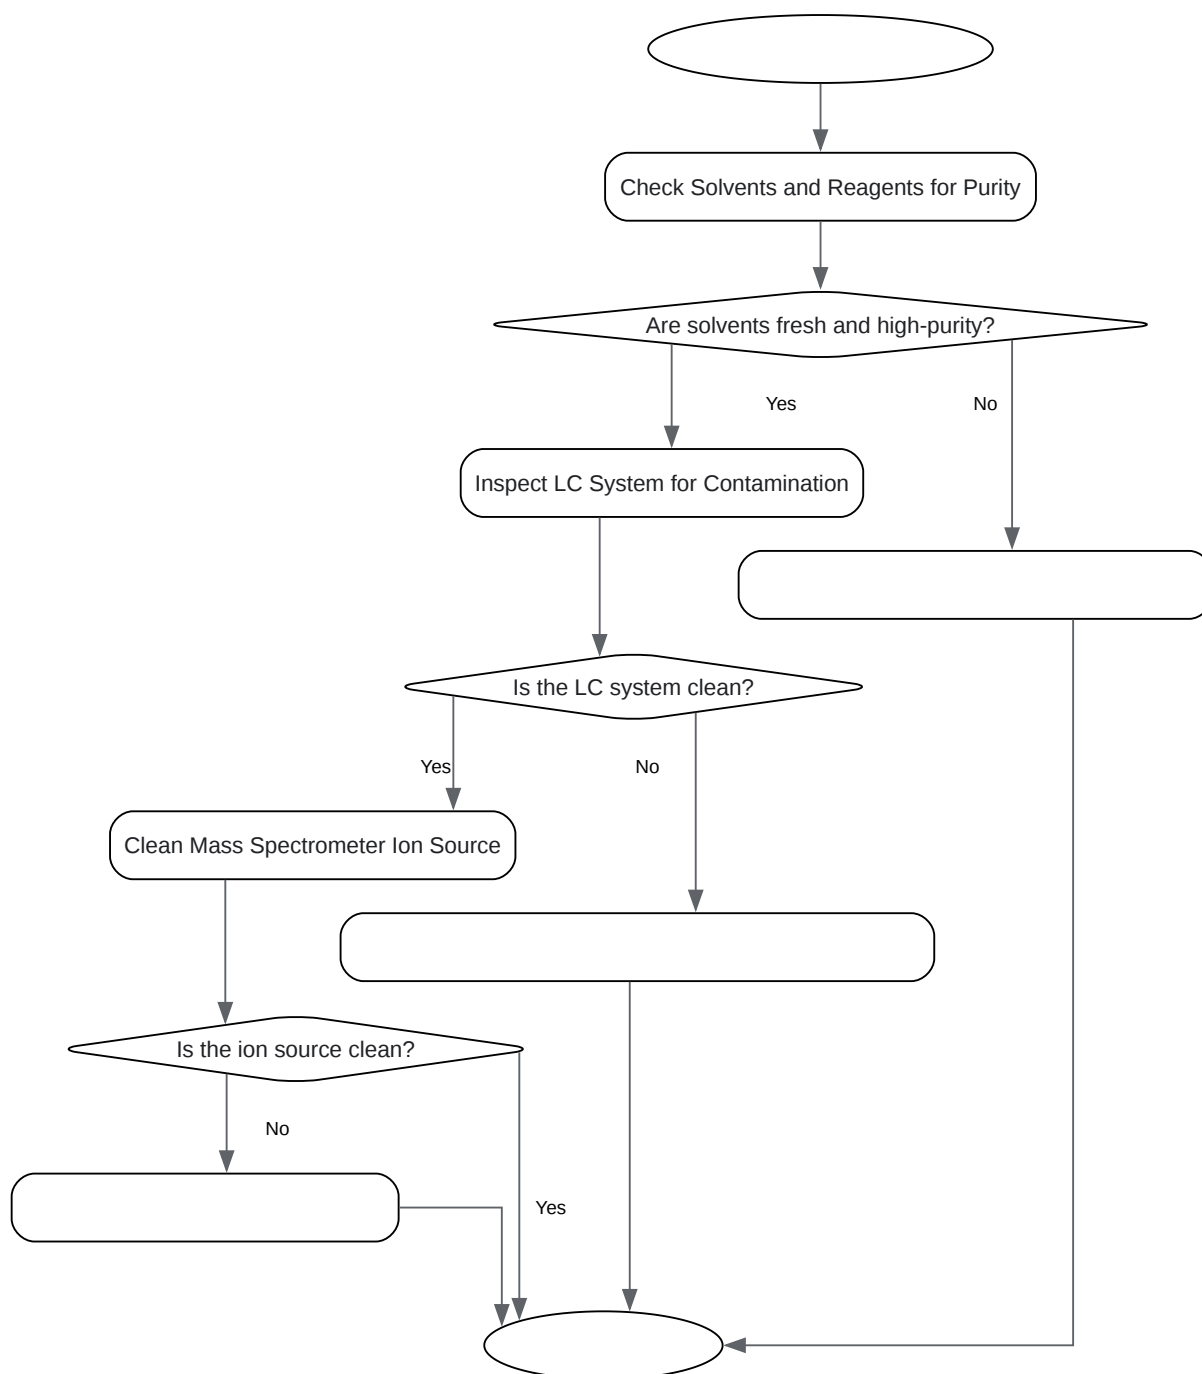 Check Solvents and Reagents for Purity
Are solvents fresh and high-purity?
Yes
No
Inspect LC System for Contamination
Is the LC system clean?
Yes
No
Clean Mass Spectrometer Ion Source
Is the ion source clean?
No
Yes